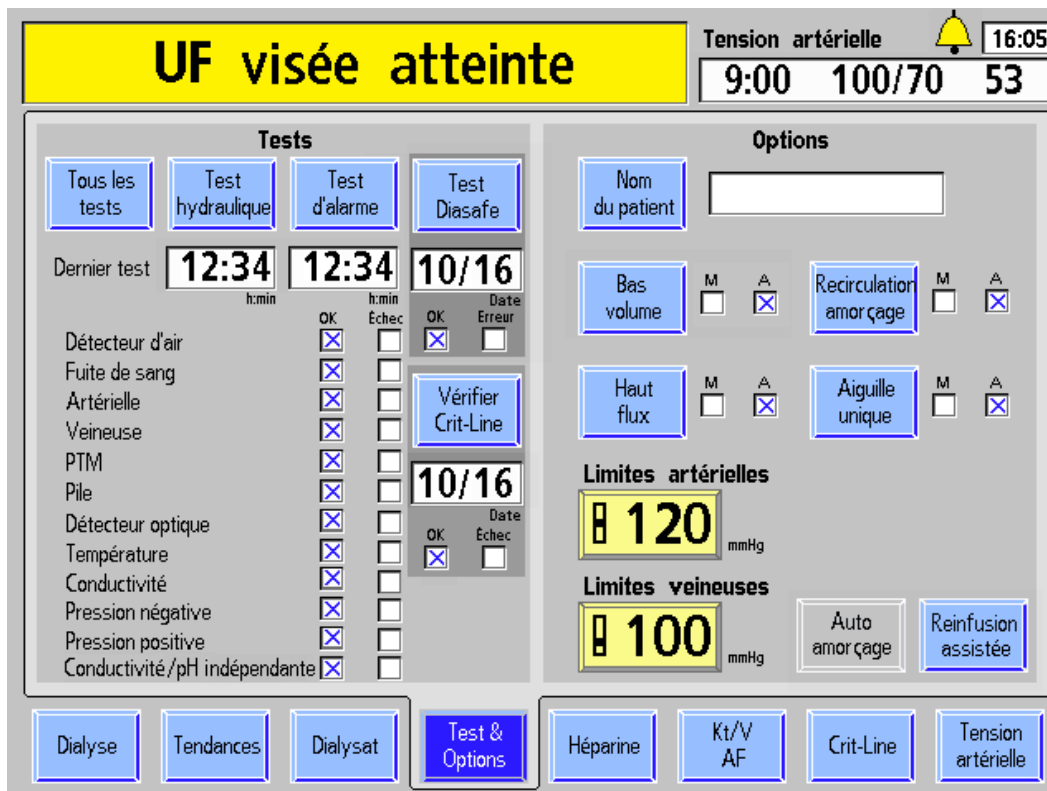 UF visée atteinte
Tension artérielle
16:05
9:00 100/70 53
Tests
Tous les
tests
Test
hydraulique
Test
d'alarme
Test
Diasafe
Dernier test
12:34
h:min
12:34
h:min
10/16
Date
OK Échec
OK Erreur
Détecteur d'air
Fuite de sang
Artérielle
Veineuse
PTM
Pile
Détecteur optique
Température
Conductivité
Pression négative
Pression positive
Conductivité/pH indépendante
Vérifier
Crit-Line
10/16
Date
OK Échec
Options
Nom
du patient
Bas
volume
M A
Recirculation
amorçage
M A
Haut
flux
M A
Aiguille
unique
M A
Limites artérielles
120 mmHg
Limites veineuses
100 mmHg
Auto
amorçage
Reinfusion
assistée
Dialyse
Tendances
Dialysat
Test &
Options
Héparine
Kt/V
AF
Crit-Line
Tension
artérielle